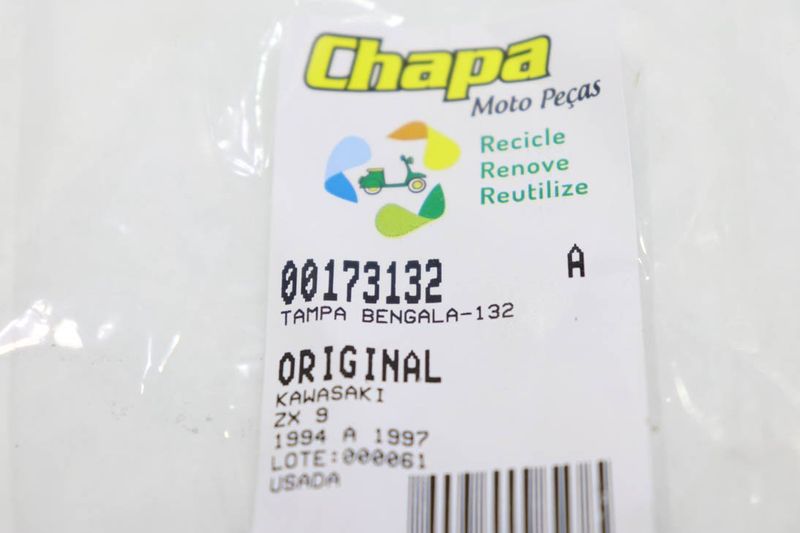 Chapa
Moto Peças
Recicle
Renove
Reutilize
00173132 A
TAMPA BENGALA-132
ORIGINAL
KAWASAKI
ZX 9
1994 A 1997
LOTE:000061
USADA